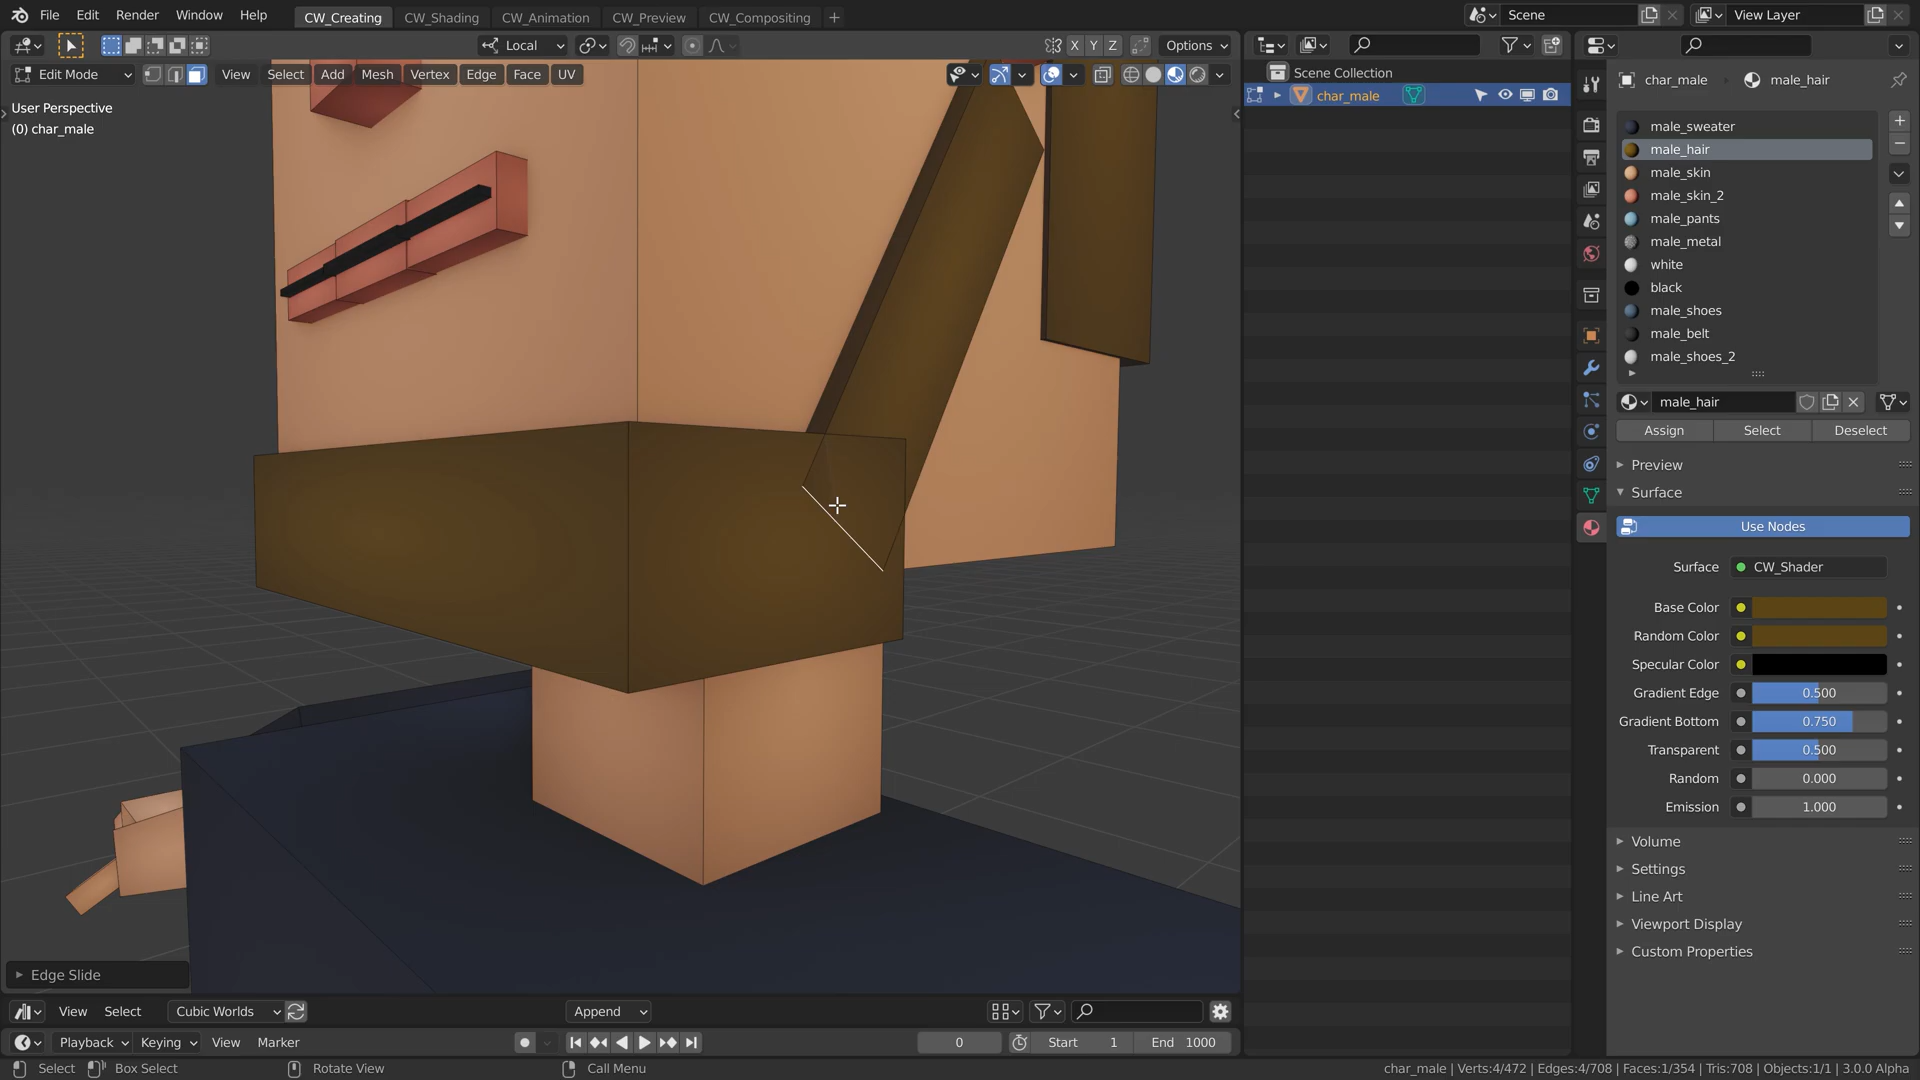 File Edit Render Window Help CW_Creating CW_Shading CW_Animation CW_Preview CW_Compositing + Scene View Layer
Local X Y Z Options
Edit Mode View Select Add Mesh Vertex Edge Face UV
User Perspective
(0) char_male
Scene Collection
char_male
char_male male_hair
male_sweater
male_hair
male_skin
male_skin_2
male_pants
male_metal
white
black
male_shoes
male_belt
male_shoes_2
male_hair
Assign Select Deselect
Preview
Surface
Use Nodes
Surface CW_Shader
Base Color
Random Color
Specular Color
Gradient Edge 0.500
Gradient Bottom 0.750
Transparent 0.500
Random 0.000
Emission 1.000
Volume
Settings
Line Art
Viewport Display
Custom Properties
Edge Slide
View Select Cubic Worlds Append
Playback Keying View Marker 0 Start 1 End 1000
Select Box Select Rotate View Call Menu char_male | Verts:4/472 | Edges:4/708 | Faces:1/354 | Tris:708 | Objects:1/1 | 3.0.0 Alpha